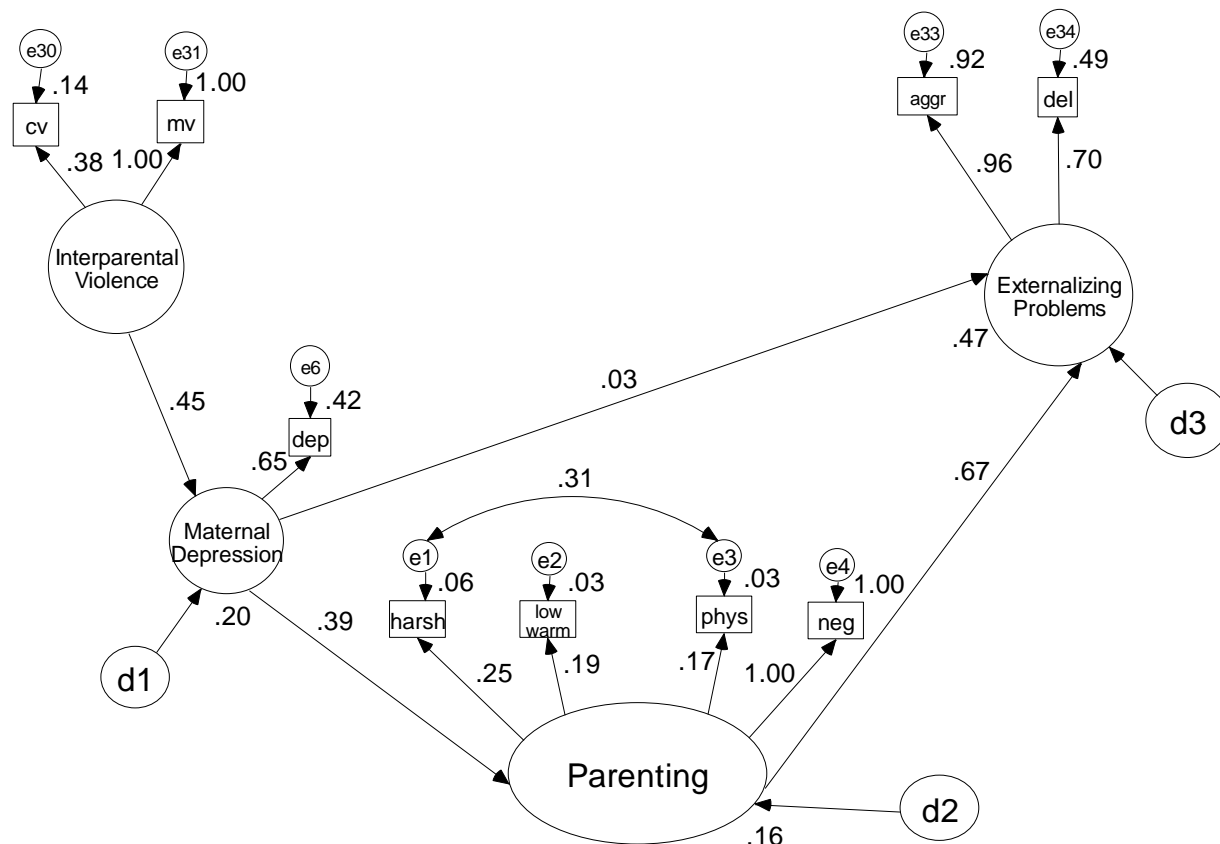 e30
e31
e33
e34
.14
1.00
.92
.49
cv
mv
aggr
del
.38
1.00
.96
.70
Interparental
Violence
Externalizing
Problems
.47
e6
.03
.45
.42
dep
d3
.65
.67
.31
Maternal
Depression
e1
e2
e3
e4
.06
.03
.03
1.00
.20
.39
harsh
low
warm
phys
neg
d1
.25
.19
.17
1.00
Parenting
d2
.16